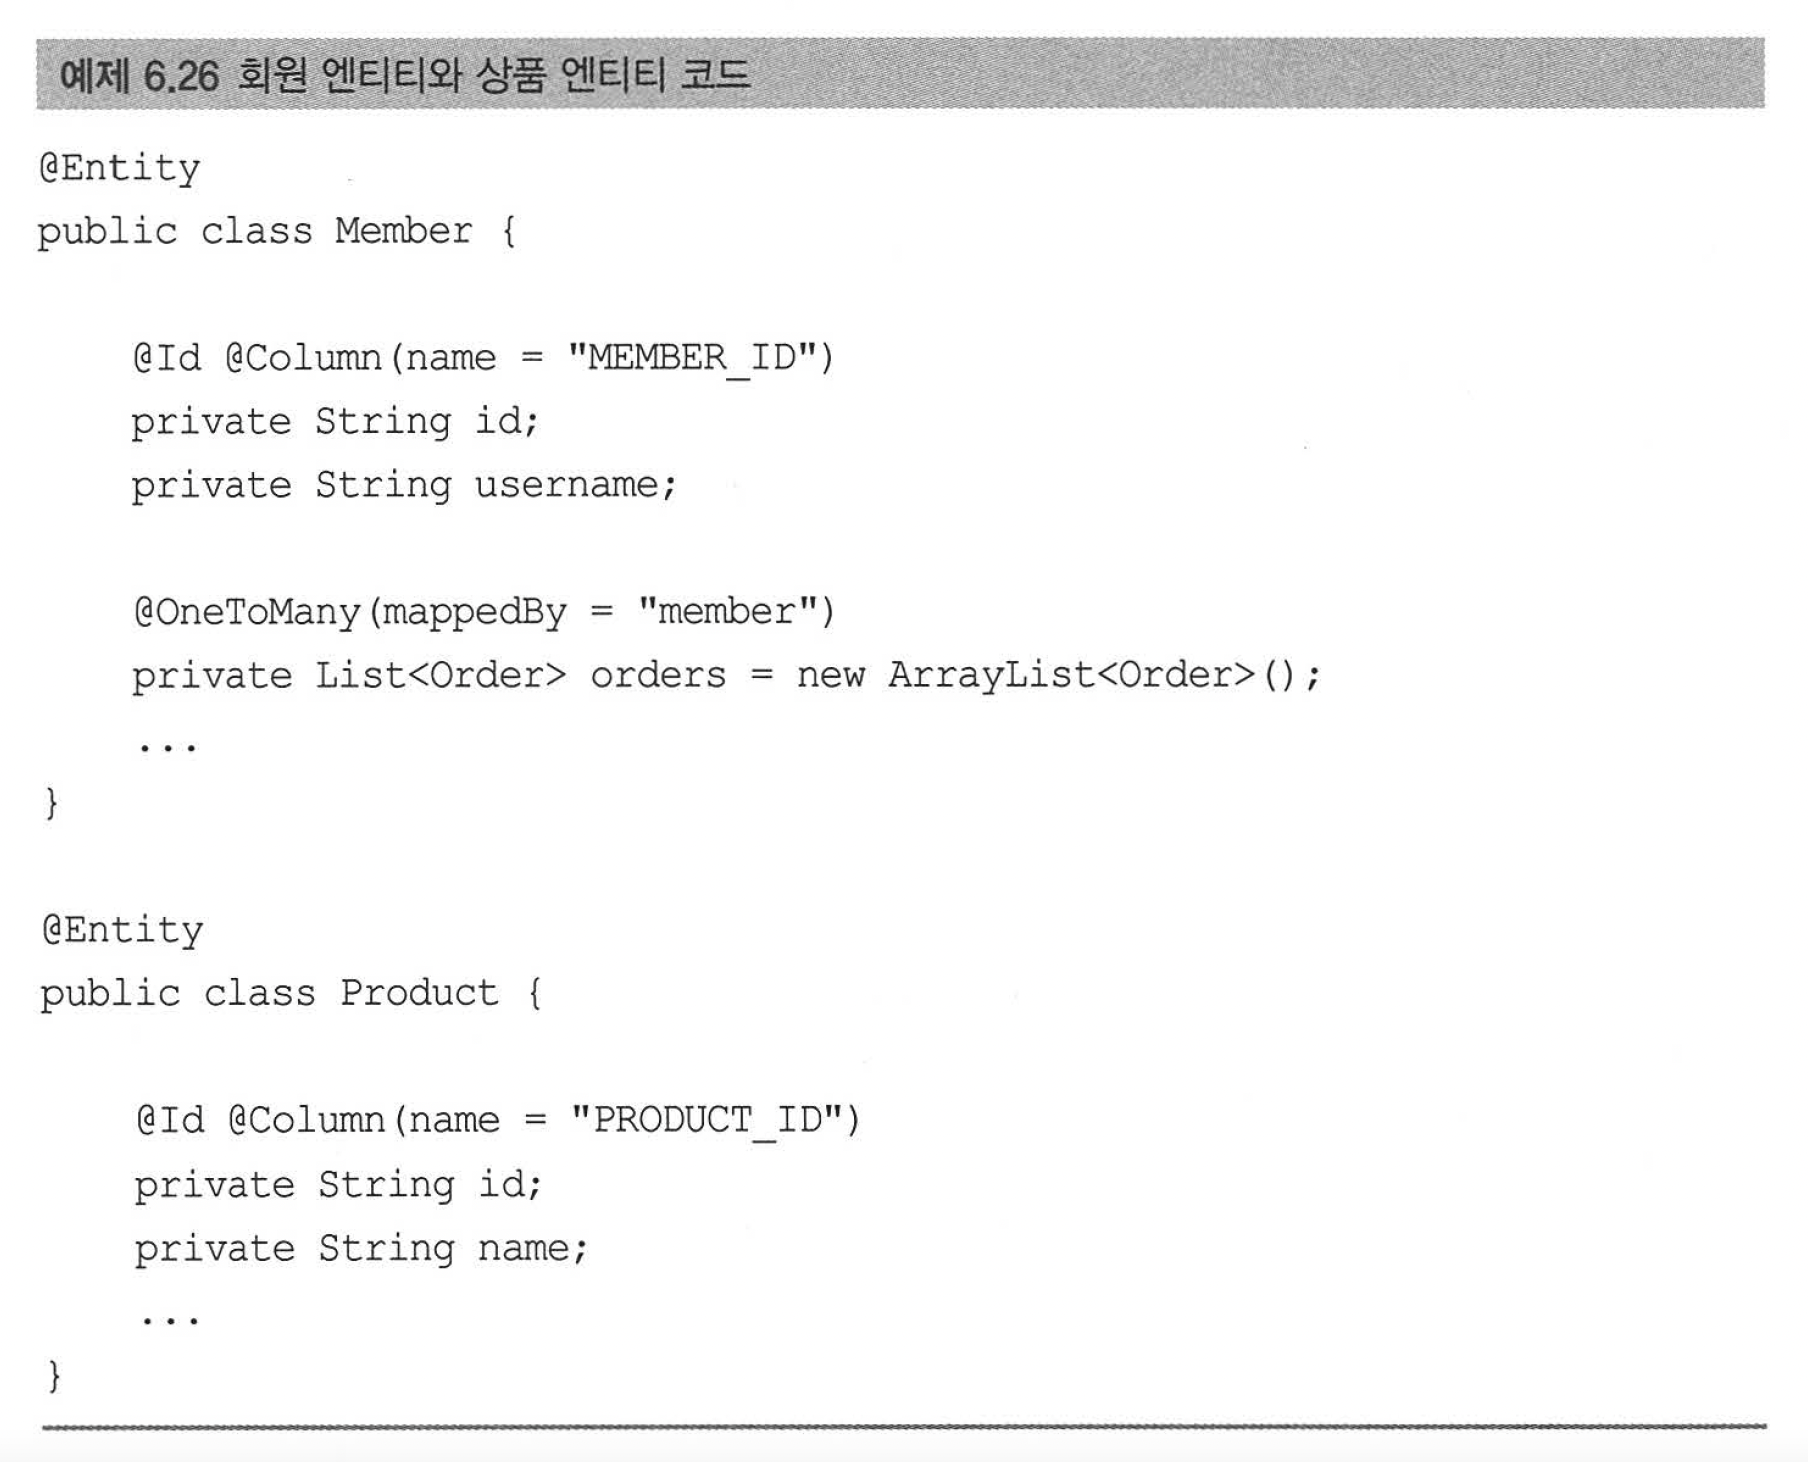 예제 6.26 회원 엔티티와 상품 엔티티 코드
@Entity
public class Member {
@Id @Column(name = "MEMBER_ID")
private String id;
private String username;
@OneToMany(mappedBy = "member")
private List<Order> orders = new ArrayList<Order>();
...
}
@Entity
public class Product {
@Id @Column(name = "PRODUCT_ID")
private String id;
private String name;
...
}